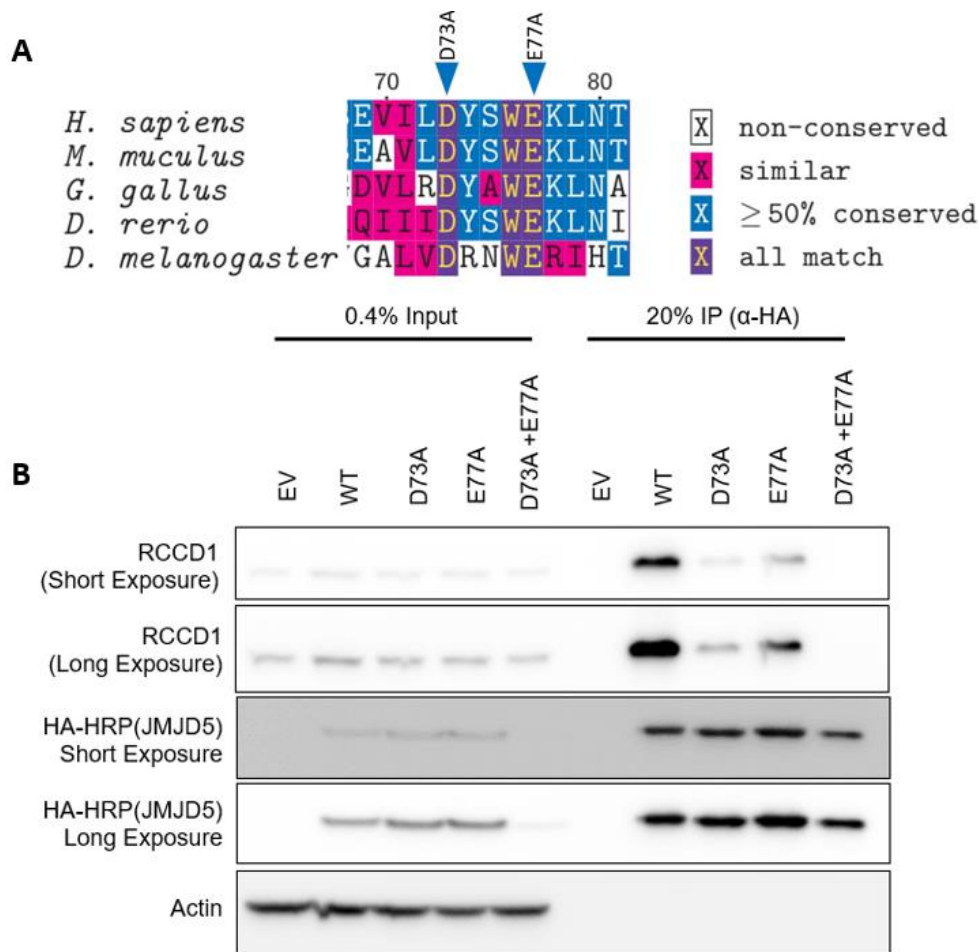 A
D73A
E77A
70
80
H. sapiens
EVILDYSWEKLNT
non-conserved
M. muculus
EAVLDYSWEKLNT
similar
G. gallus
DVLRDYAWEKLNA
≥50% conserved
D. rerio
QIIIDYSWEKLNI
all match
D. melanogaster
GALVDRNWERIHT
X
X
X
X
0.4% Input
20% IP (α-HA)
B
EV
WT
D73A
E77A
D73A +E77A
EV
WT
D73A
E77A
D73A +E77A
RCCD1
(Short Exposure)
RCCD1
(Long Exposure)
HA-HRP(JMJD5)
Short Exposure
HA-HRP(JMJD5)
Long Exposure
Actin